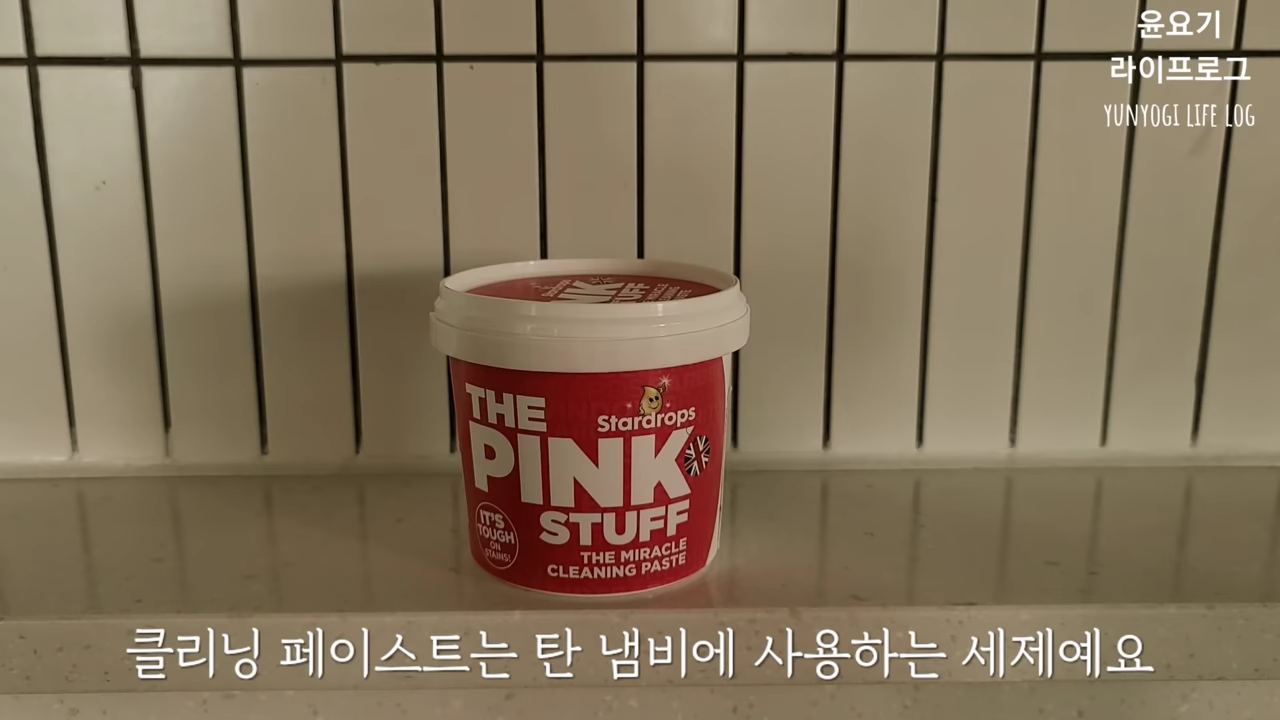 윤요기
라이프로그
YUNYOGI LIFE LOG
Stardrops
THE
Stardrops
PINK
STUFF
IT'S
TOUGH
ON
STAINS!
THE MIRACLE
CLEANING PASTE
클리닝 페이스트는 탄 냄비에 사용하는 세제예요